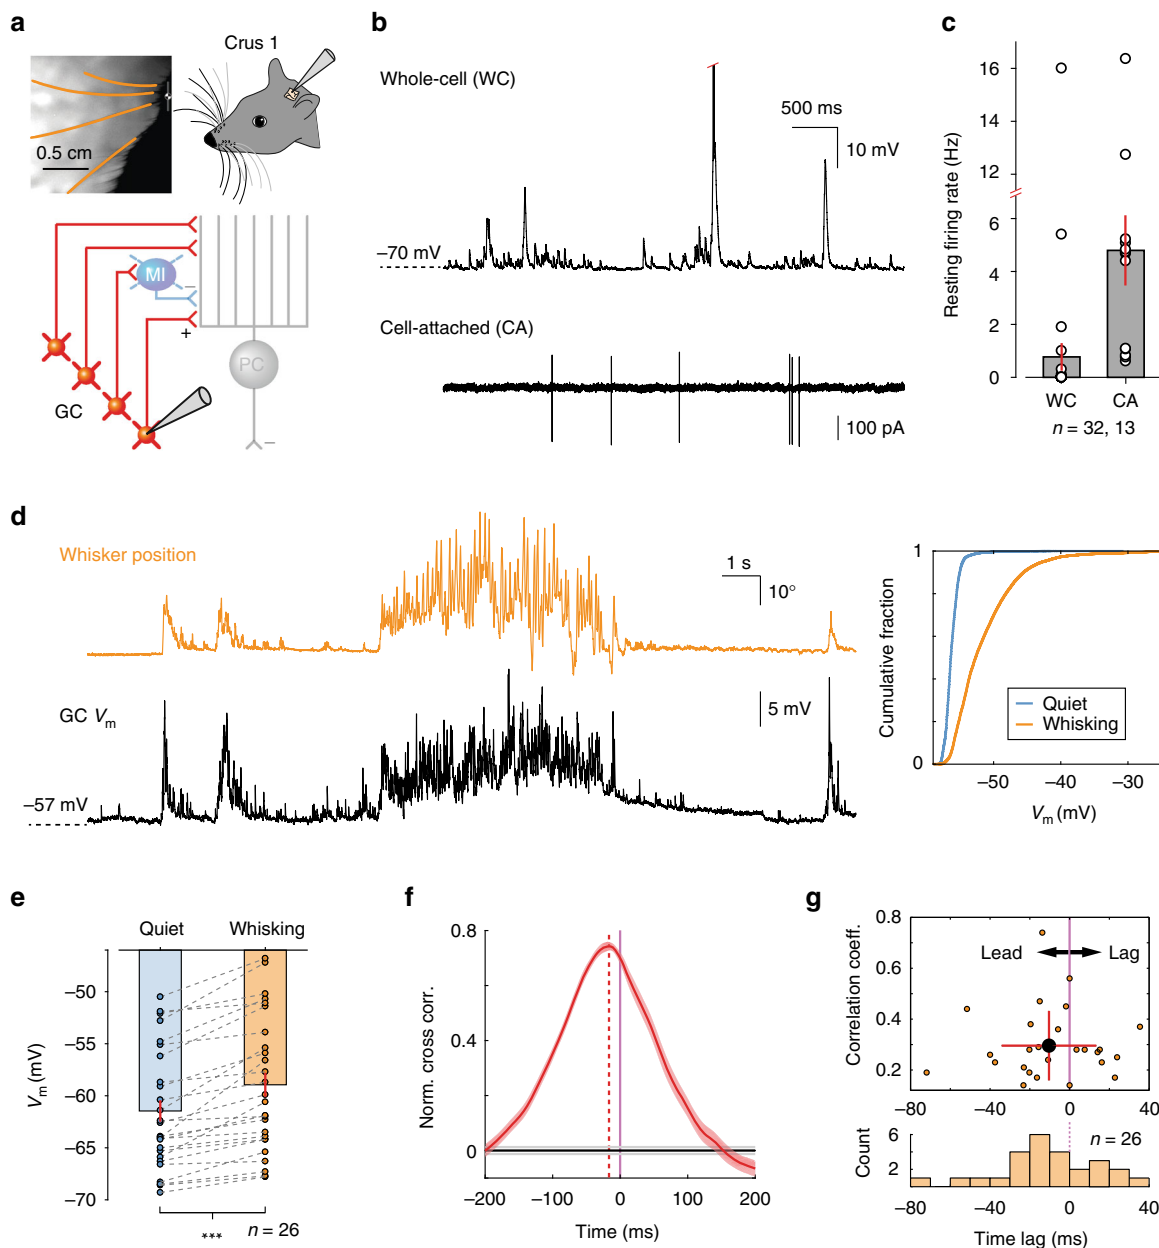 a
Crus 1
0.5 cm
MI
−
+
PC
GC
−
b
Whole-cell (WC)
500 ms
10 mV
−70 mV
Cell-attached (CA)
100 pA
c
Resting firing rate (Hz)
16
14
12
6
4
2
0
WC CA
n = 32, 13
d
Whisker position
1 s
10°
GC Vm
5 mV
−57 mV
Cumulative fraction
1
0
Quiet
Whisking
−50 −40 −30
Vm (mV)
e
Quiet Whisking
Vm (mV)
−50
−55
−60
−65
−70
***
n = 26
f
Norm. cross corr.
0.8
0.4
0
−200 −100 0 100 200
Time (ms)
g
Correlation coeff.
0.8
0.6
0.4
0.2
Lead Lag
−80 −40 0 40
Count
6
2
n = 26
−80 −40 0 40
Time lag (ms)